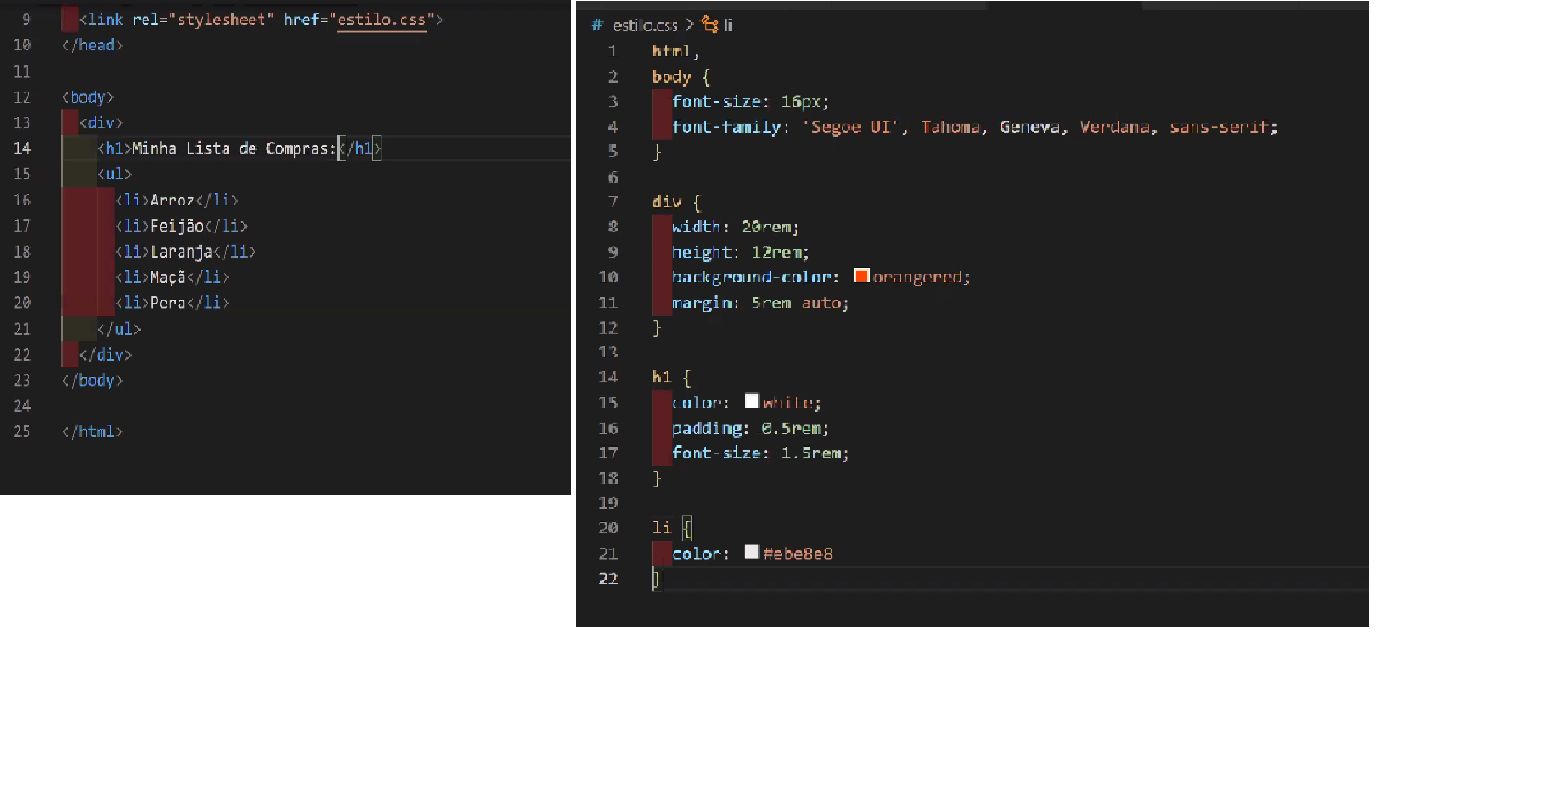 9 <link rel="stylesheet" href="estilo.css">
10 </head>
11
12 <body>
13 <div>
14 <h1>Minha Lista de Compras:</h1>
15 <ul>
16 <li>Arroz</li>
17 <li>Feijão</li>
18 <li>Laranja</li>
19 <li>Maçã</li>
20 <li>Pera</li>
21 </ul>
22 </div>
23 </body>
24
25 </html>
# estilo.css > li
1 html,
2 body {
3 font-size: 16px;
4 font-family: 'Segoe UI', Tahoma, Geneva, Verdana, sans-serif;
5 }
6
7 div {
8 width: 20rem;
9 height: 12rem;
10 background-color: orangered;
11 margin: 5rem auto;
12 }
13
14 h1 {
15 color: white;
16 padding: 0.5rem;
17 font-size: 1.5rem;
18 }
19
20 li {
21 color: #ebe8e8
22 }